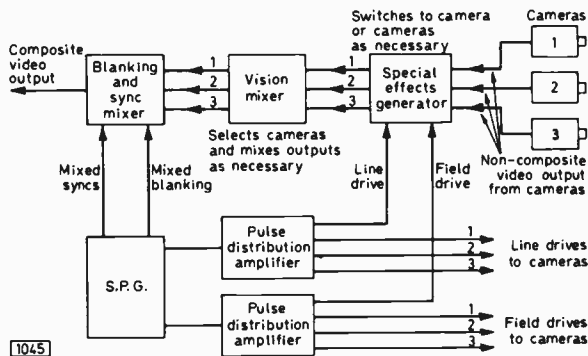 Switches to camera
or cameras
as necessary
Cameras
Composite
video
output
Blanking
and
sync
mixer
1
2
3
Vision
mixer
1
2
3
Special
effects
generator
1
2
3
Selects cameras
and mixes outputs
as necessary
Non-composite
video output
from cameras
Mixed
syncs
Mixed
blanking
Line
drive
Field
drive
S.P.G.
Pulse
distribution
amplifier
1
2
3
Line drives
to cameras
Pulse
distribution
amplifier
1
2
3
Field drives
to cameras
1045